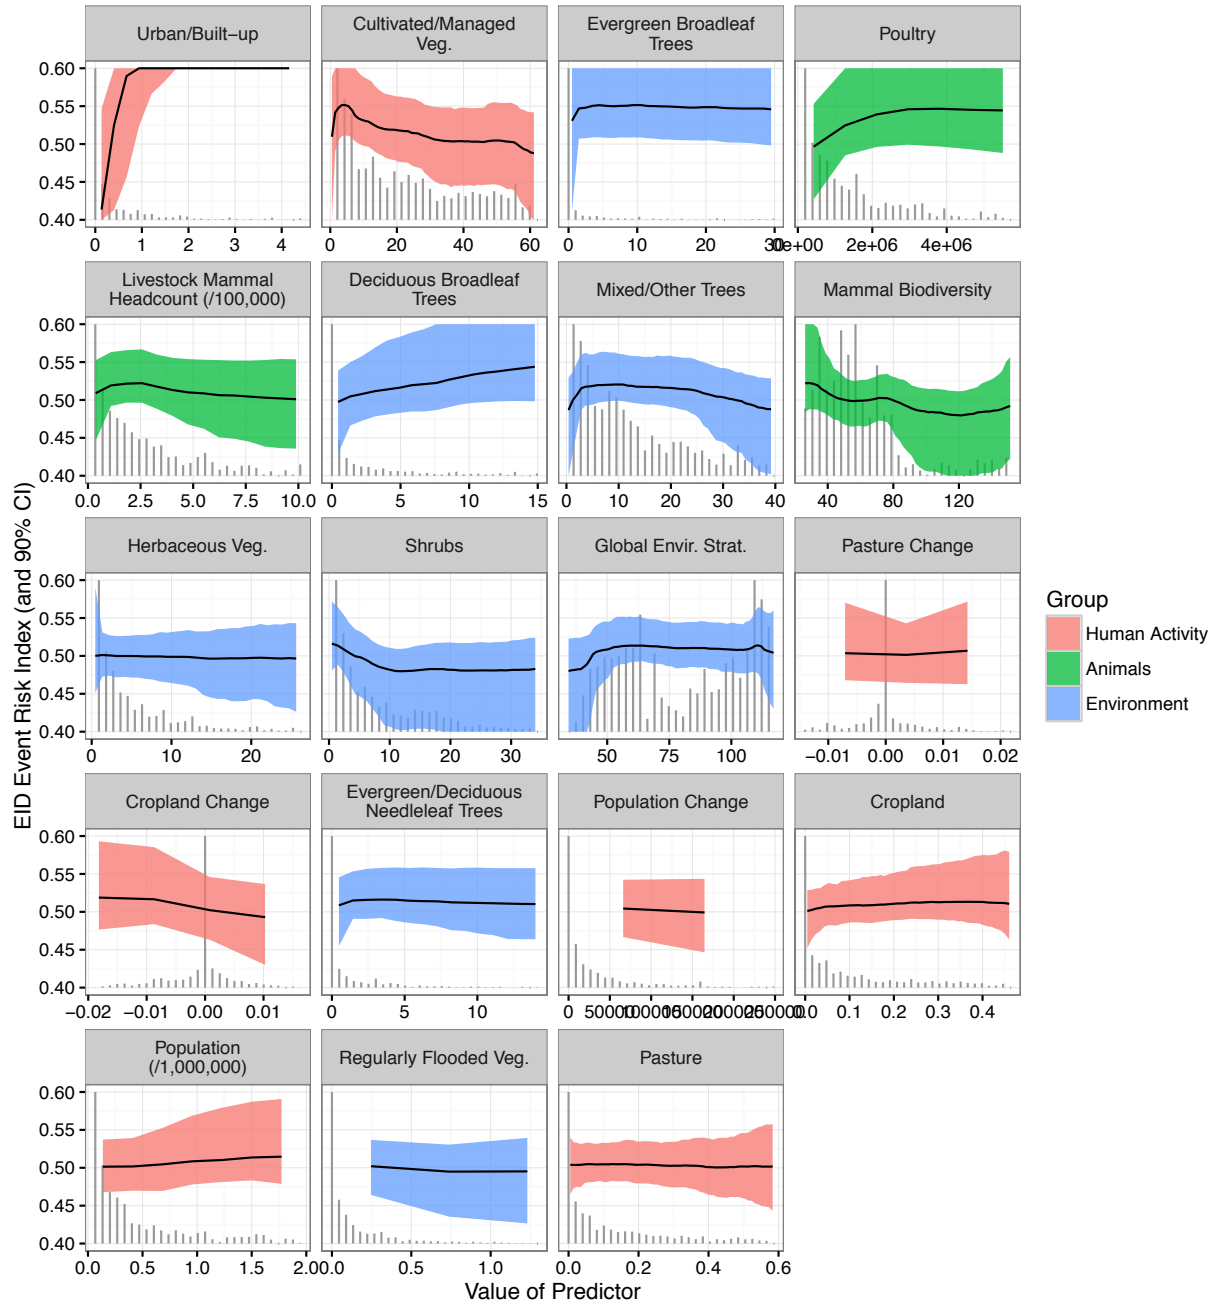 Urban/Built−up
Cultivated/Managed
Veg.
Evergreen Broadleaf
Trees
Poultry
0.60
0.55
0.50
0.45
0.40
0 1 2 3 4
0 20 40 60
0 10 20 30
0e+00 2e+06 4e+06
Livestock Mammal
Headcount (/100,000)
Deciduous Broadleaf
Trees
Mixed/Other Trees
Mammal Biodiversity
0.60
0.55
0.50
0.45
0.40
0.0 2.5 5.0 7.5 10.0
0 5 10 15
0 10 20 30 40
40 80 120
EID Event Risk Index (and 90% CI)
Herbaceous Veg.
Shrubs
Global Envir. Strat.
Pasture Change
0.60
0.55
0.50
0.45
0.40
0 10 20
0 10 20 30
50 75 100
−0.01 0.00 0.01 0.02
Group
Human Activity
Animals
Environment
Cropland Change
Evergreen/Deciduous
Needleleaf Trees
Population Change
Cropland
0.60
0.55
0.50
0.45
0.40
−0.02 −0.01 0.00 0.01
0 5 10
0 50000 100000 150000 200000 250000
0.0 0.1 0.2 0.3 0.4
Population
(/1,000,000)
Regularly Flooded Veg.
Pasture
0.60
0.55
0.50
0.45
0.40
0.0 0.5 1.0 1.5 2.0
0.0 0.5 1.0
0.0 0.2 0.4 0.6
Value of Predictor